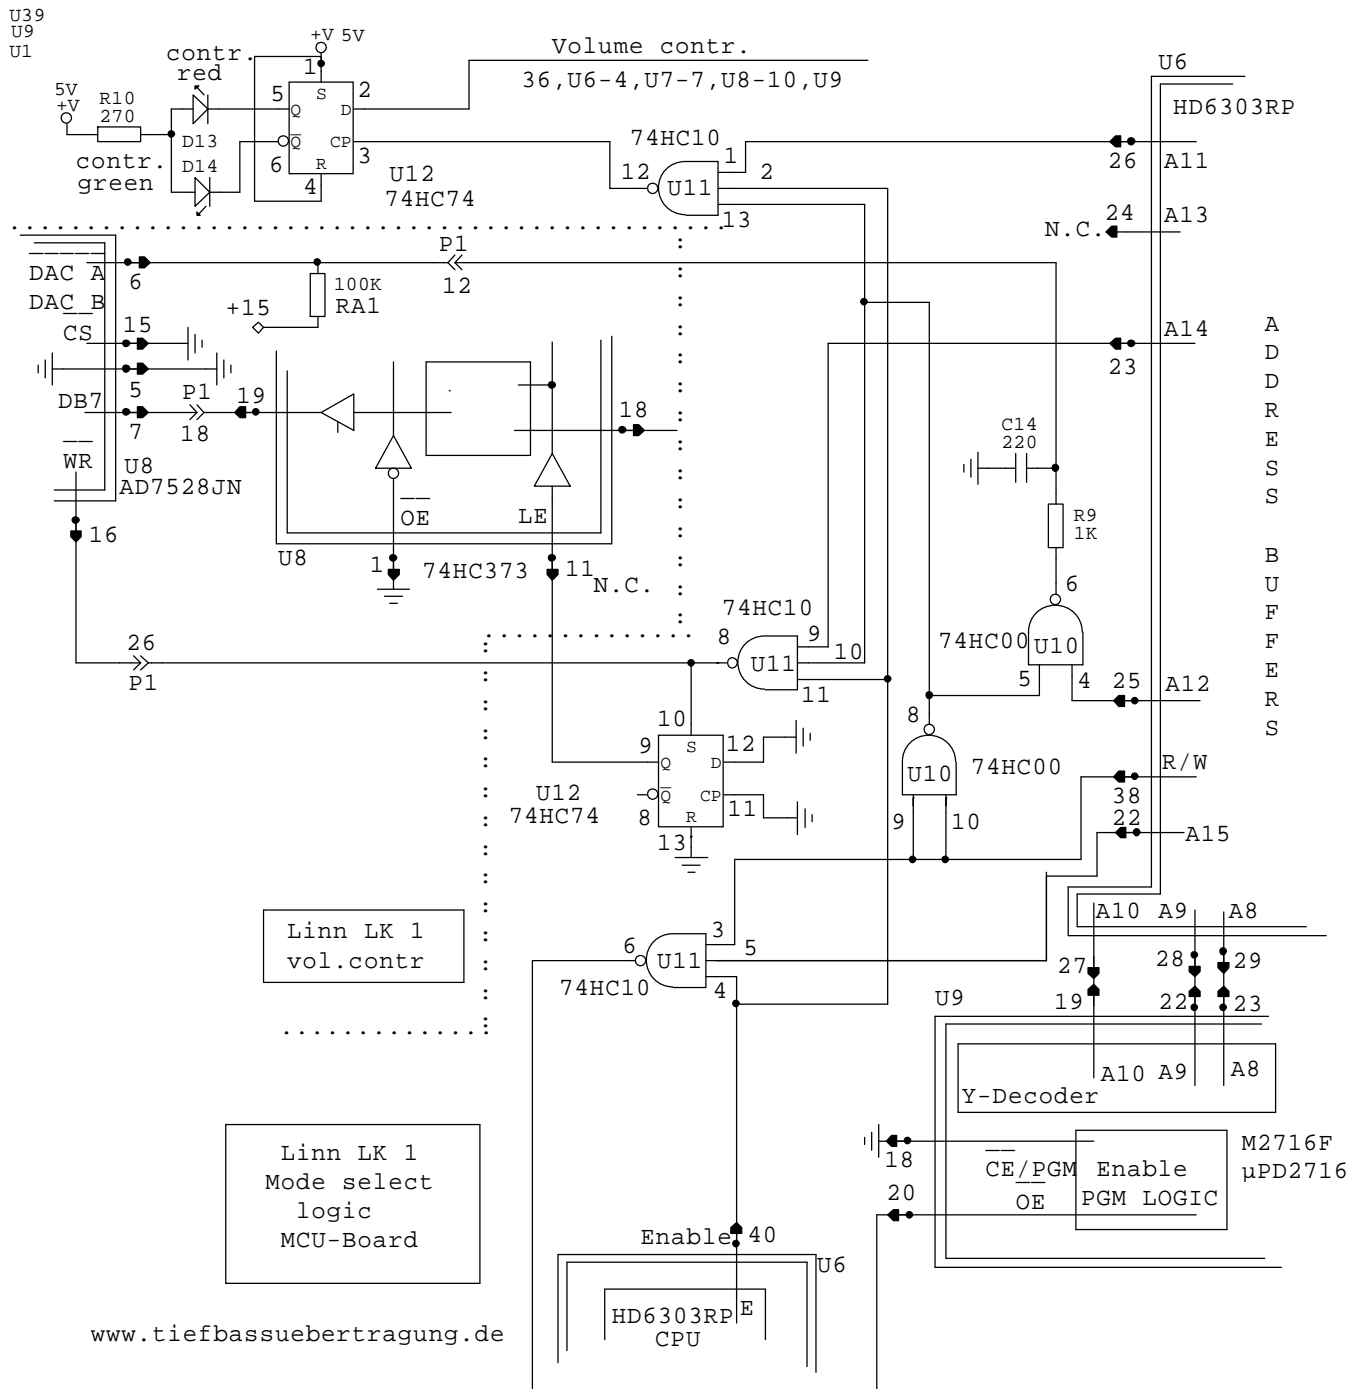 U39
U9
U1
+V 5V
contr.
red
Volume contr.
36,U6-4,U7-7,U8-10,U9
U6
HD6303RP
5V
+V
R10
270
1
S
5
Q
2
D
D13
Q
CP
3
6
D14
R
4
contr.
green
U12
74HC74
74HC10
12
U11
1
2
13
26
A11
24
A13
N.C.
DAC A
6
DAC B
P1
12
100K
RA1
+15
CS
15
5
DB7
7
P1
18
19
18
WR
U8
AD7528JN
16
OE
LE
U8
1
74HC373
11
N.C.
A14
23
ADDRESS BUFFERS
C14
220
R9
1K
6
74HC00
U10
5
4
25
A12
26
P1
74HC10
8
U11
9
10
11
8
U10
74HC00
9
10
R/W
38
22
A15
10
9
S
12
Q
D
Q
CP
8
11
R
13
U12
74HC74
Linn LK 1
vol.contr
6
U11
3
5
4
74HC10
A10
A9
A8
27
28
29
19
22
23
U9
A10
A9
A8
Y-Decoder
Linn LK 1
Mode select
logic
MCU-Board
18
CE/PGM
OE
20
Enable
PGM LOGIC
M2716F
µPD2716
Enable
40
U6
HD6303RP
E
CPU
www.tiefbassuebertragung.de